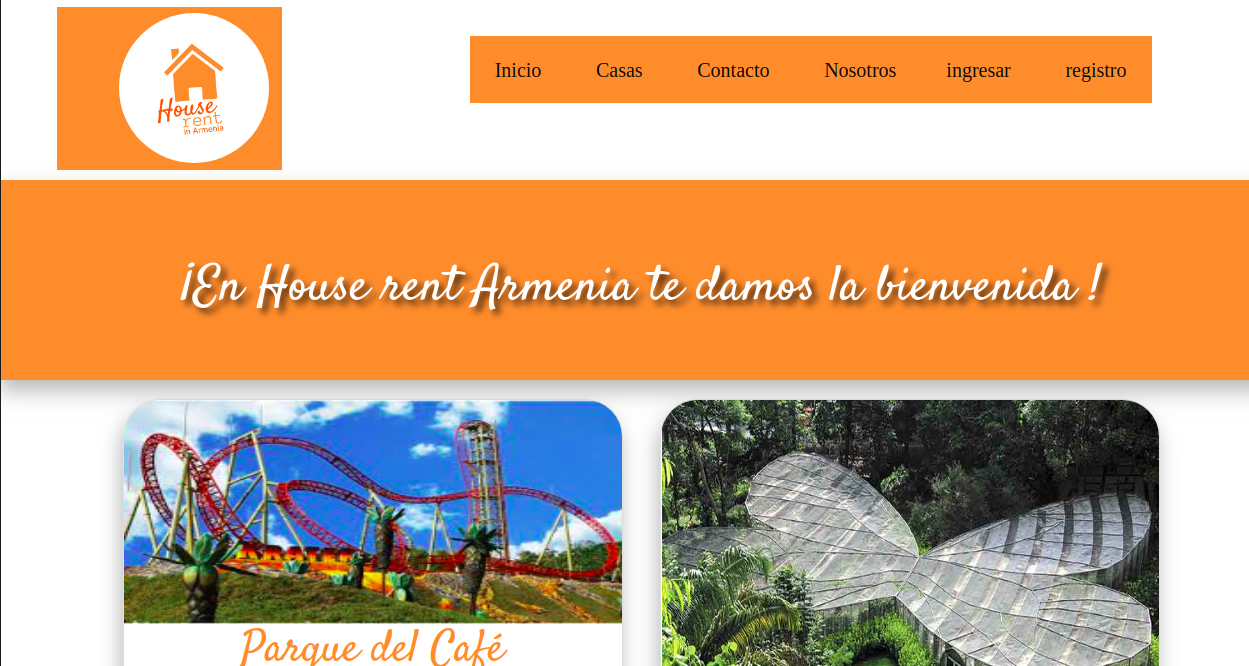 House
rent
in Armenia
Inicio Casas Contacto Nosotros ingresar registro
¡En House rent Armenia te damos la bienvenida !
Parque del Café